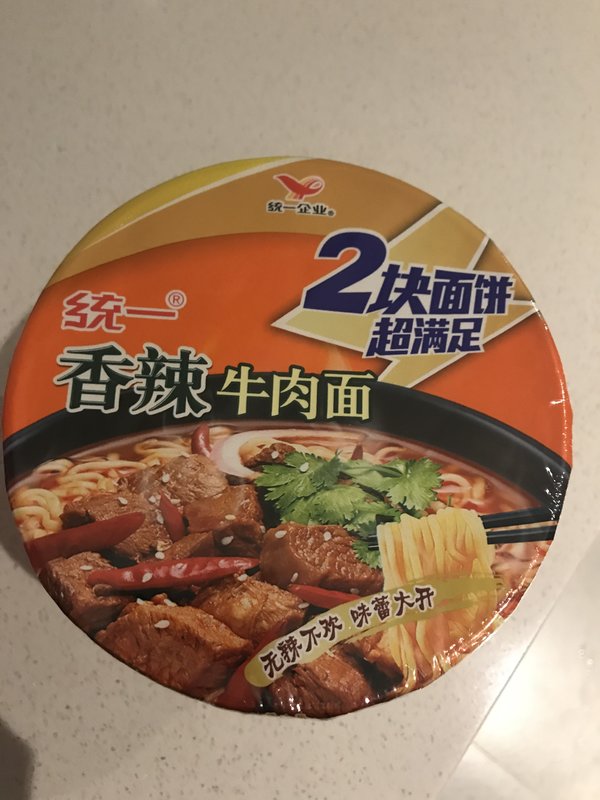 统一企业®
2块面饼
超满足
统一®
香辣牛肉面
无辣不欢 味蕾大开